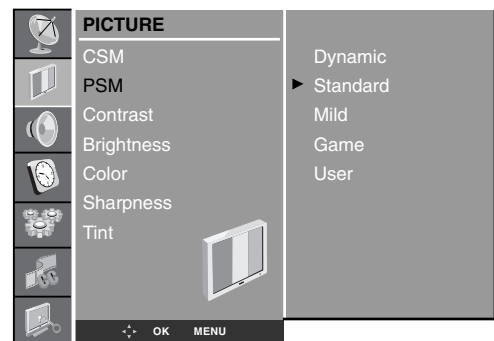 PICTURE
CSM
PSM
Contrast
Brightness
Color
Sharpness
Tint
Dynamic
Standard
Mild
Game
User
OK MENU